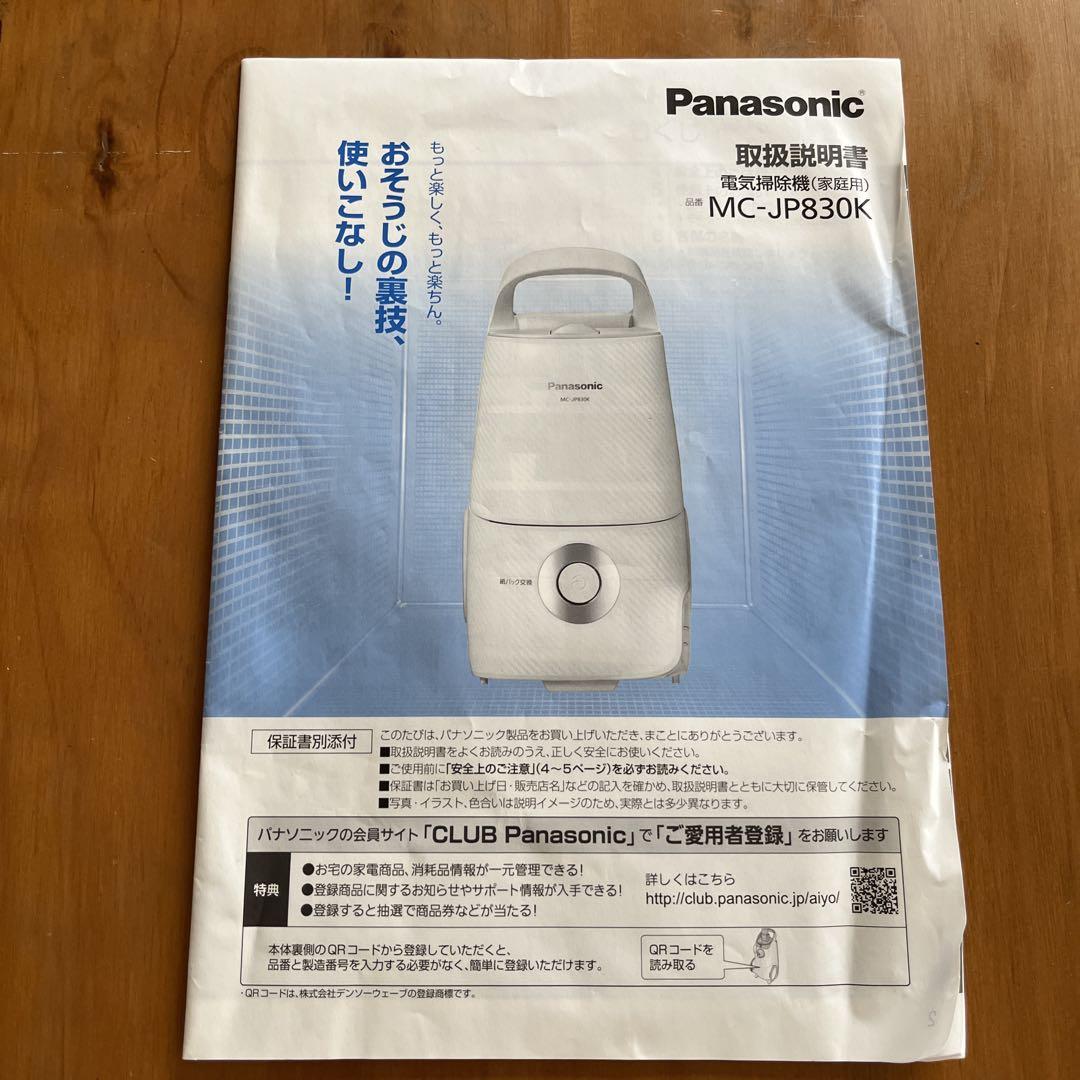 Panasonic®
取扱説明書
電気掃除機(家庭用)
品番 MC-JP830K
もっと楽しく、もっと楽ちん。
おそうじの裏技、
使いこなし!
Panasonic
MC-JP830K
紙パック交換
保証書別添付
このたびは、パナソニック製品をお買い上げいただき、まことにありがとうございます。
■取扱説明書をよくお読みのうえ、正しく安全にお使いください。
■ご使用前に「安全上のご注意」(4～5ページ)を必ずお読みください。
■保証書は「お買い上げ日・販売店名」などの記入を確かめ、取扱説明書とともに大切に保管してください。
■写真・イラスト、色合いは説明イメージのため、実際とは多少異なります。
パナソニックの会員サイト「CLUB Panasonic」で「ご愛用者登録」をお願いします
特典
●お宅の家電商品、消耗品情報が一元管理できる!
●登録商品に関するお知らせやサポート情報が入手できる!
●登録すると抽選で商品券などが当たる!
詳しくはこちら
http://club.panasonic.jp/aiyo/
本体裏側のQRコードから登録していただくと、
品番と製造番号を入力する必要がなく、簡単に登録いただけます。
QRコードを
読み取る
・QRコードは、株式会社デンソーウェーブの登録商標です。